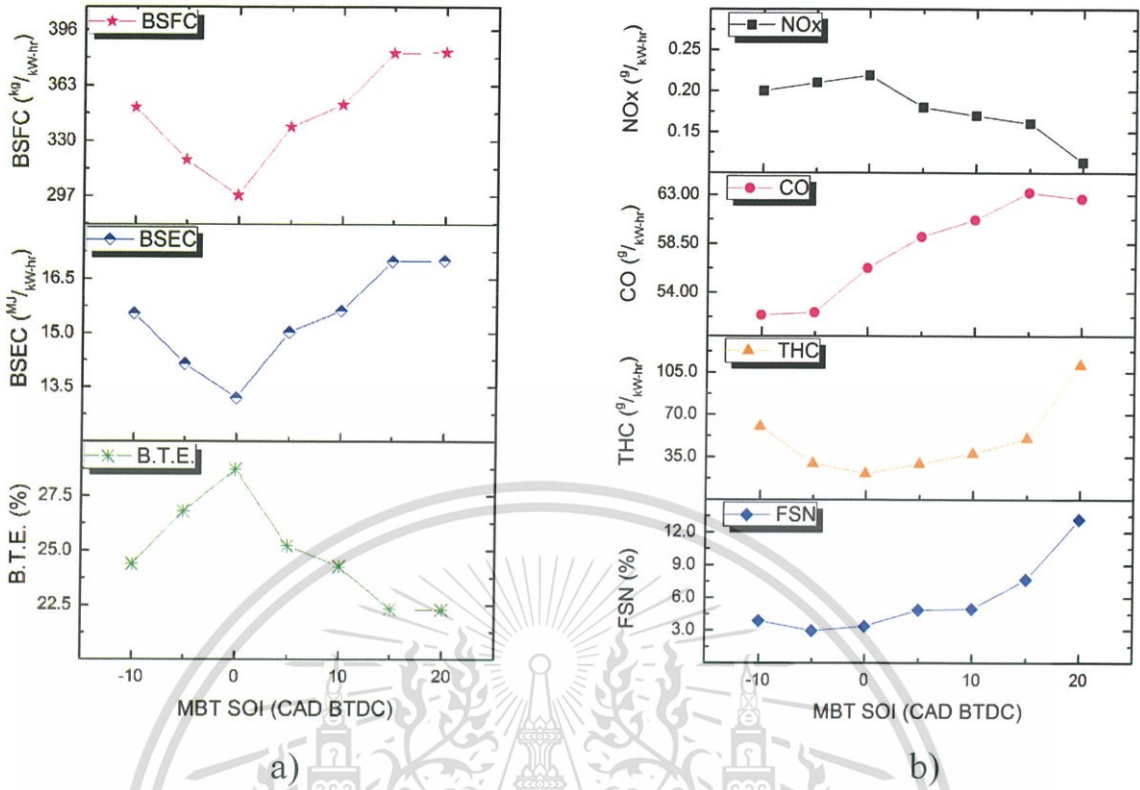 BSFC
396
363
330
297
BSFC (kg/kW-hr)
BSEC
16.5
15.0
13.5
BSEC (MJ/kW-hr)
B.T.E.
27.5
25.0
22.5
B.T.E. (%)
-10 0 10 20
MBT SOI (CAD BTDC)
a)
NOx
0.25
0.20
0.15
NOx (g/kW-hr)
CO
63.00
58.50
54.00
CO (g/kW-hr)
THC
105.0
70.0
35.0
THC (g/kW-hr)
FSN
12.0
9.0
6.0
3.0
FSN (%)
-10 0 10 20
MBT SOI (CAD BTDC)
b)